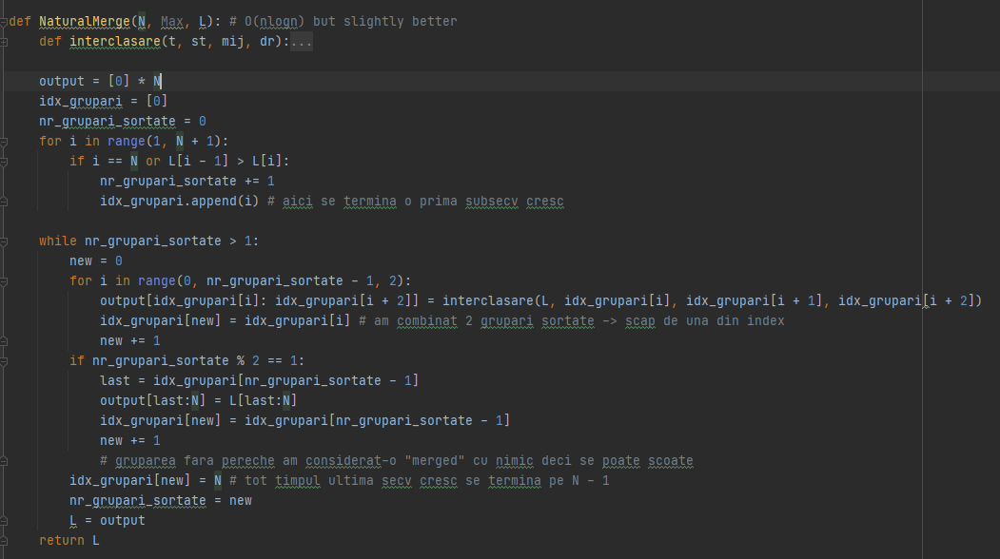 def NaturalMerge(N, Max, L): # O(nlogn) but slightly better
    def interclasare(t, st, mij, dr):...

    output = [0] * N
    idx_grupari = [0]
    nr_grupari_sortate = 0
    for i in range(1, N + 1):
        if i == N or L[i - 1] > L[i]:
            nr_grupari_sortate += 1
            idx_grupari.append(i) # aici se termina o prima subsecv cresc

    while nr_grupari_sortate > 1:
        new = 0
        for i in range(0, nr_grupari_sortate - 1, 2):
            output[idx_grupari[i]: idx_grupari[i + 2]] = interclasare(L, idx_grupari[i], idx_grupari[i + 1], idx_grupari[i + 2])
            idx_grupari[new] = idx_grupari[i] # am combinat 2 grupari sortate -> scap de una din index
            new += 1
        if nr_grupari_sortate % 2 == 1:
            last = idx_grupari[nr_grupari_sortate - 1]
            output[last:N] = L[last:N]
            idx_grupari[new] = idx_grupari[nr_grupari_sortate - 1]
            new += 1
            # gruparea fara pereche am considerat-o "merged" cu nimic deci se poate scoate
        idx_grupari[new] = N # tot timpul ultima secv cresc se termina pe N - 1
        nr_grupari_sortate = new
        L = output
    return L